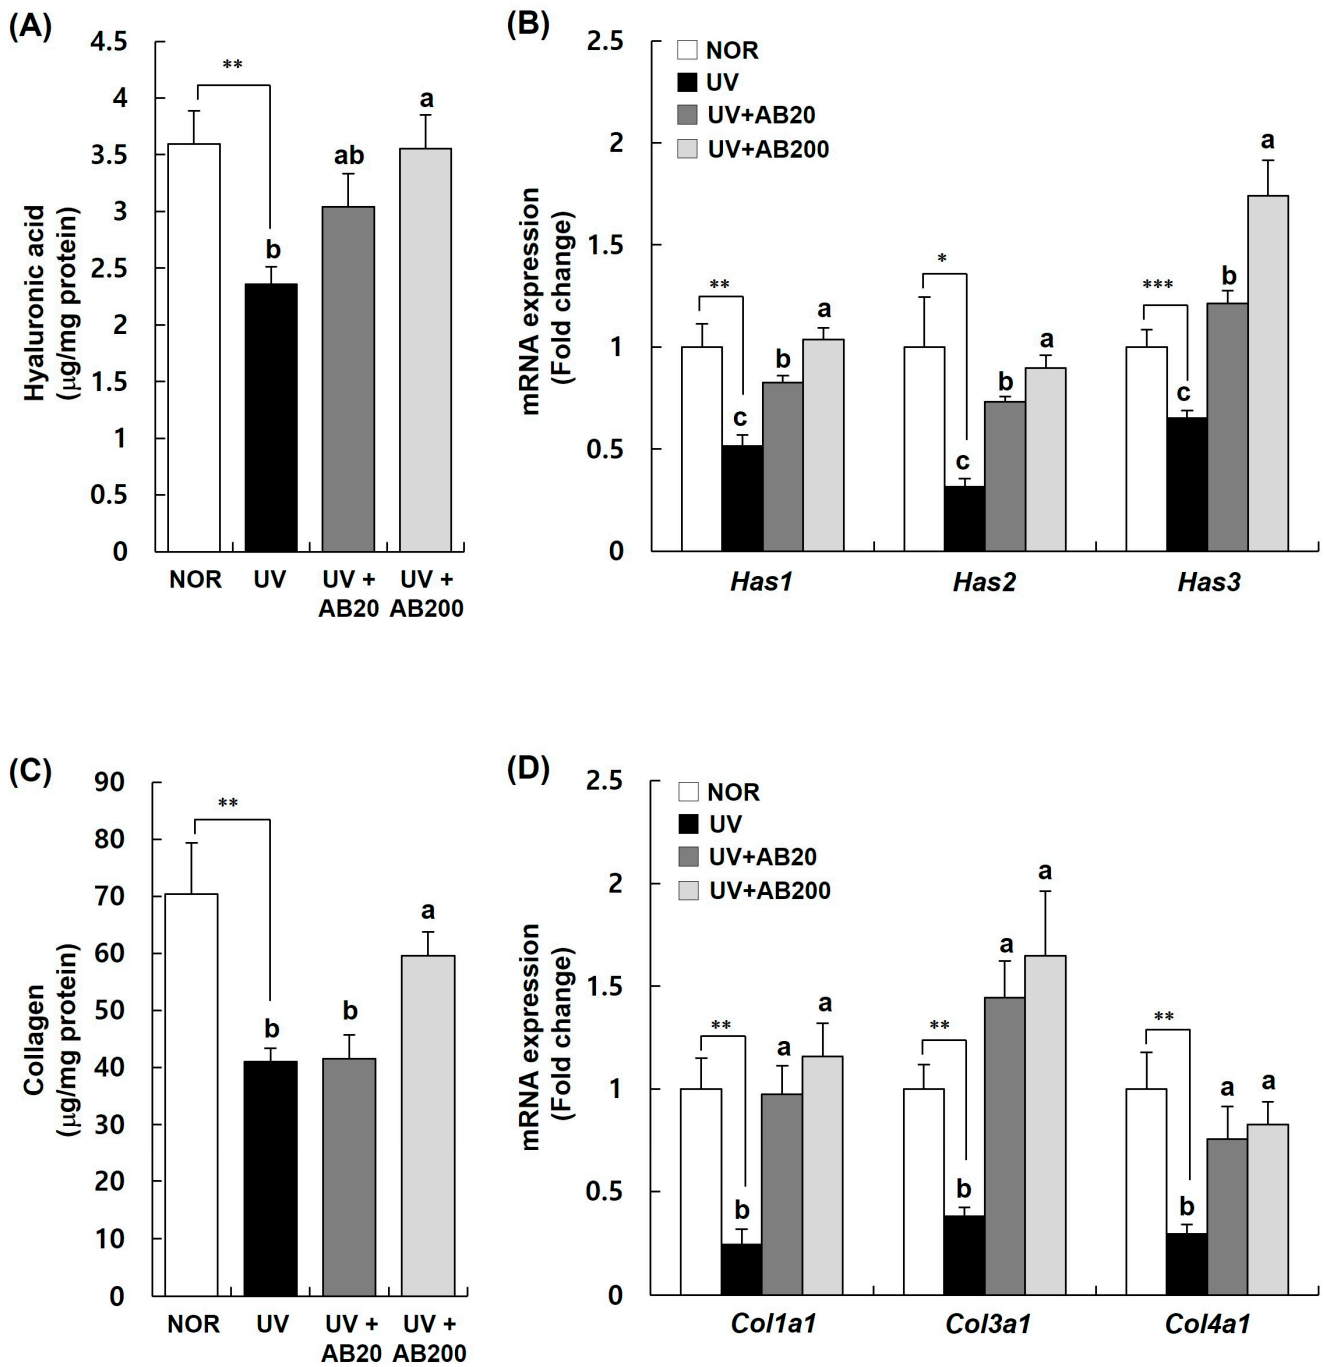 (A)
4.5
4
3.5
3
2.5
2
1.5
1
0.5
0
Hyaluronic acid
(μg/mg protein)
**
b
ab
a
NOR
UV
UV +
AB20
UV +
AB200
(B)
2.5
2
1.5
1
0.5
0
mRNA expression
(Fold change)
NOR
UV
UV+AB20
UV+AB200
**
c
b
a
*
c
b
a
***
c
b
a
Has1
Has2
Has3
(C)
90
80
70
60
50
40
30
20
10
0
Collagen
(μg/mg protein)
**
b
b
a
NOR
UV
UV +
AB20
UV +
AB200
(D)
2.5
2
1.5
1
0.5
0
mRNA expression
(Fold change)
NOR
UV
UV+AB20
UV+AB200
**
b
a
a
**
b
a
a
**
b
a
a
Col1a1
Col3a1
Col4a1